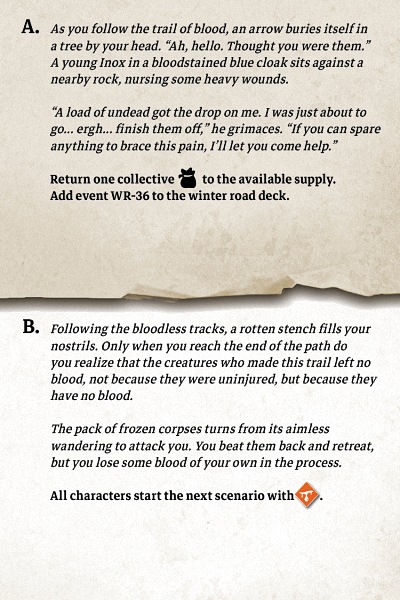 A. As you follow the trail of blood, an arrow buries itself in
a tree by your head. “Ah, hello. Thought you were them.”
A young Inox in a bloodstained blue cloak sits against a
nearby rock, nursing some heavy wounds.
“A load of undead got the drop on me. I was just about to
go... ergh... finish them off,” he grimaces. “If you can spare
anything to brace this pain, I’ll let you come help.”
Return one collective to the available supply.
Add event WR-36 to the winter road deck.
B. Following the bloodless tracks, a rotten stench fills your
nostrils. Only when you reach the end of the path do
you realize that the creatures who made this trail left no
blood, not because they were uninjured, but because they
have no blood.
The pack of frozen corpses turns from its aimless
wandering to attack you. You beat them back and retreat,
but you lose some blood of your own in the process.
All characters start the next scenario with .